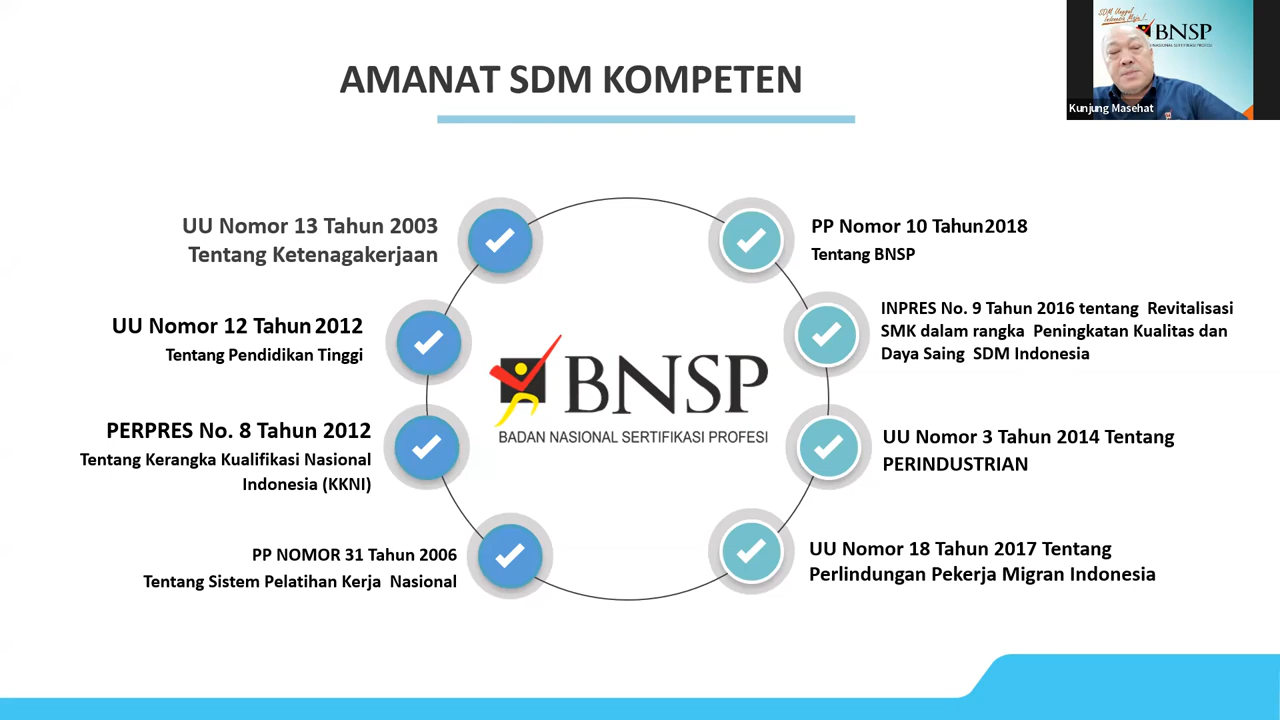 AMANAT SDM KOMPETEN
SDM Unggul
Indonesia Maju!
BNSP
Kunjung Masehat
UU Nomor 13 Tahun 2003
Tentang Ketenagakerjaan
UU Nomor 12 Tahun 2012
Tentang Pendidikan Tinggi
PERPRES No. 8 Tahun 2012
Tentang Kerangka Kualifikasi Nasional
Indonesia (KKNI)
PP NOMOR 31 Tahun 2006
Tentang Sistem Pelatihan Kerja Nasional
BNSP
BADAN NASIONAL SERTIFIKASI PROFESI
PP Nomor 10 Tahun2018
Tentang BNSP
INPRES No. 9 Tahun 2016 tentang Revitalisasi
SMK dalam rangka Peningkatan Kualitas dan
Daya Saing SDM Indonesia
UU Nomor 3 Tahun 2014 Tentang
PERINDUSTRIAN
UU Nomor 18 Tahun 2017 Tentang
Perlindungan Pekerja Migran Indonesia